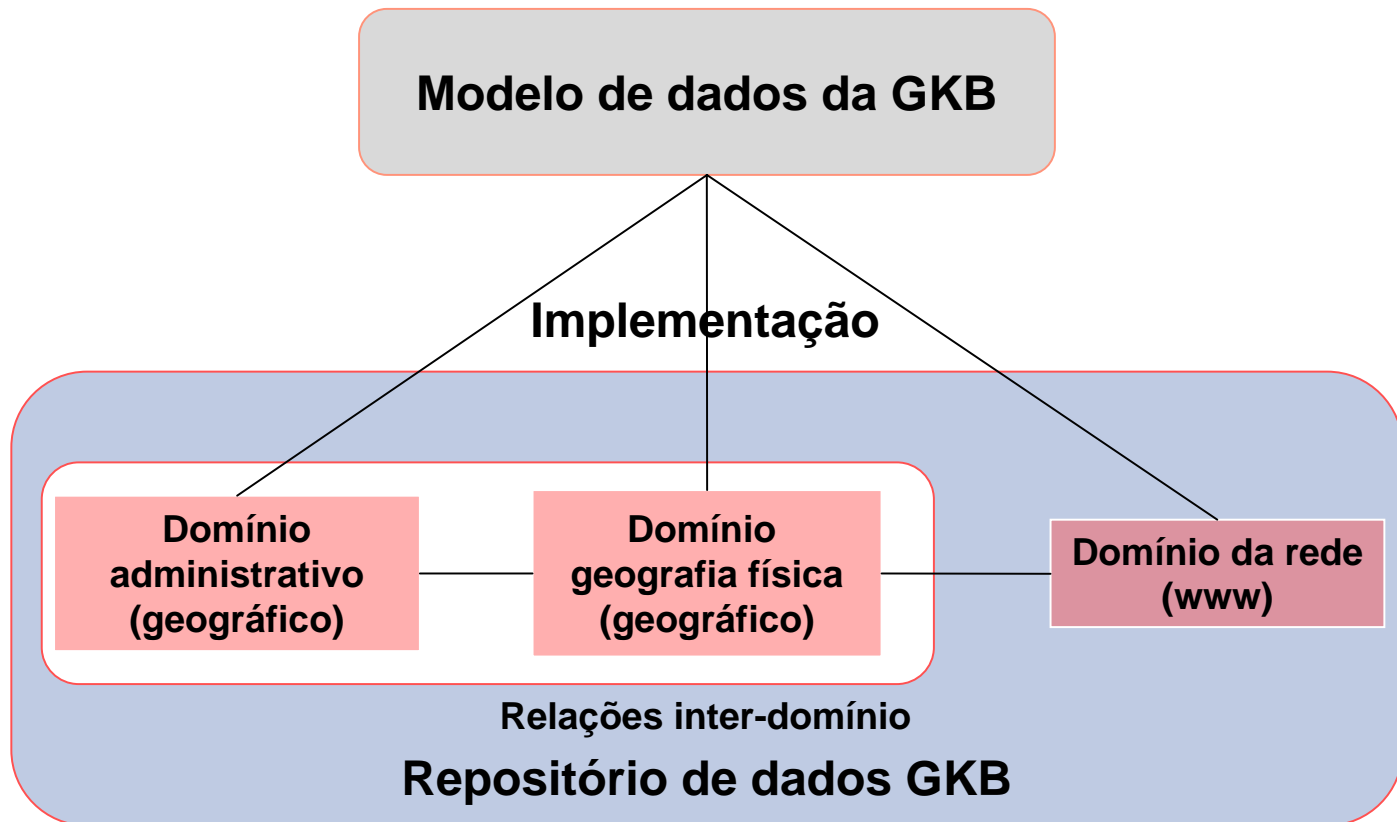 Modelo de dados da GKB
Implementação
Domínio
administrativo
(geográfico)
Domínio
geografia física
(geográfico)
Domínio da rede
(www)
Relações inter-domínio
Repositório de dados GKB